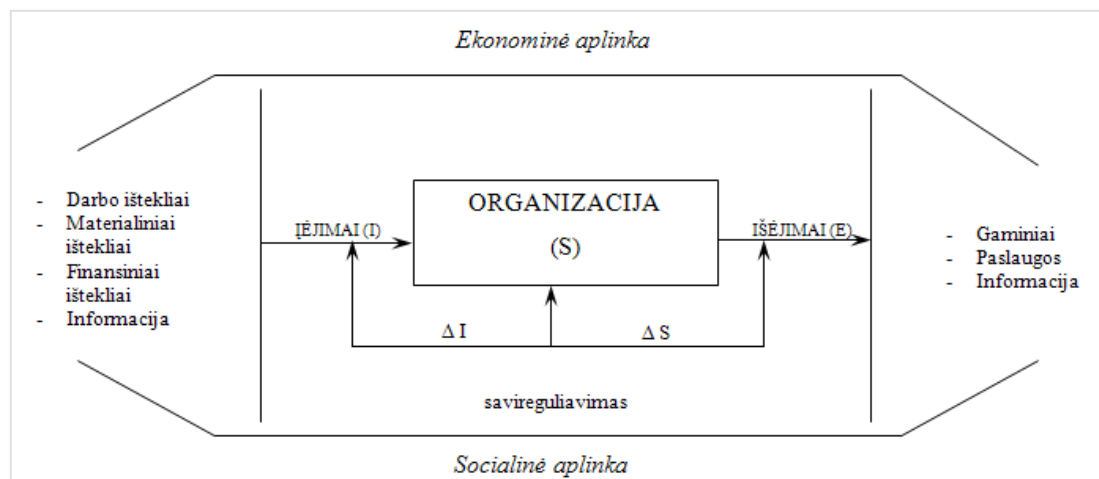 Ekonominė aplinka
- Darbo ištekliai
- Materialiniai
ištekliai
- Finansiniai
ištekliai
- Informacija
ĮĖJIMAI (I)
ORGANIZACIJA
(S)
IŠĖJIMAI (E)
- Gaminiai
- Paslaugos
- Informacija
Δ I
Δ S
savireguliavimas
Socialinė aplinka